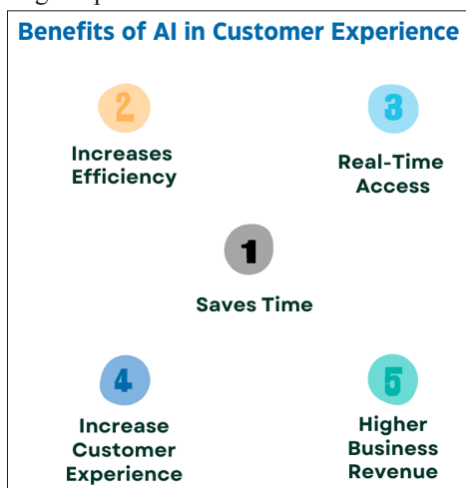 Benefits of AI in Customer Experience
2
3
Increases
Efficiency
Real-Time
Access
1
Saves Time
4
5
Increase
Customer
Experience
Higher
Business
Revenue